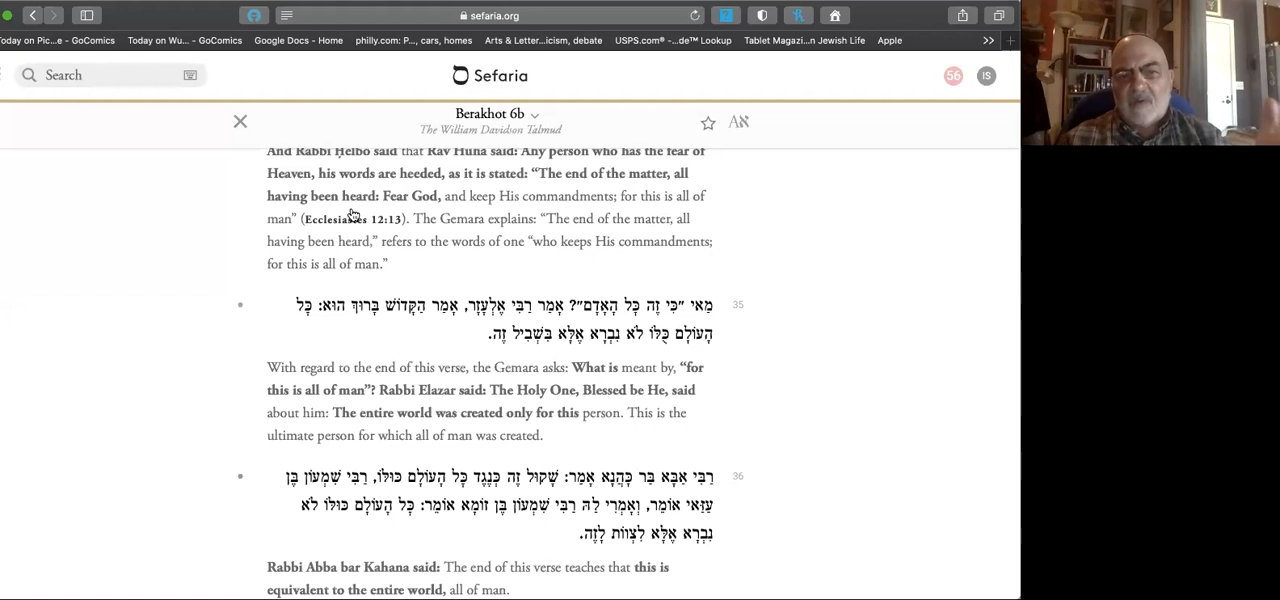 sefaria.org
oday on Pic...e - GoComics Today on Wu... - GoComics Google Docs - Home philly.com: P..., cars, homes Arts & Letter...icism, debate USPS.com® -...de™ Lookup Tablet Magazi...n Jewish Life Apple
Search
Sefaria
56 IS
Berakhot 6b
The William Davidson Talmud
Aא
And Rabbi Ḥelbo said that Rav Huna said: Any person who has the fear of
Heaven, his words are heeded, as it is stated: “The end of the matter, all
having been heard: Fear God, and keep His commandments; for this is all of
man” (Ecclesiastes 12:13). The Gemara explains: “The end of the matter, all
having been heard,” refers to the words of one “who keeps His commandments;
for this is all of man.”
מַאי ״כִּי זֶה כָּל הָאָדָם״? אָמַר רַבִּי אֶלְעָזָר, אָמַר הַקָּדוֹשׁ בָּרוּךְ הוּא: כָּל
35
הָעוֹלָם כֻּלּוֹ לֹא נִבְרָא אֶלָּא בִּשְׁבִיל זֶה.
With regard to the end of this verse, the Gemara asks: What is meant by, “for
this is all of man”? Rabbi Elazar said: The Holy One, Blessed be He, said
about him: The entire world was created only for this person. This is the
ultimate person for which all of man was created.
רַבִּי אַבָּא בַּר כָּהֲנָא אָמַר: שָׁקוּל זֶה כְּנֶגֶד כָּל הָעוֹלָם כּוּלּוֹ, רַבִּי שִׁמְעוֹן בֶּן
36
עַזַּאי אוֹמֵר, וְאָמְרִי לַהּ רַבִּי שִׁמְעוֹן בֶּן זוֹמָא אוֹמֵר: כָּל הָעוֹלָם כּוּלּוֹ לֹא
נִבְרָא אֶלָּא לִצְווֹת לָזֶה.
Rabbi Abba bar Kahana said: The end of this verse teaches that this is
equivalent to the entire world, all of man.